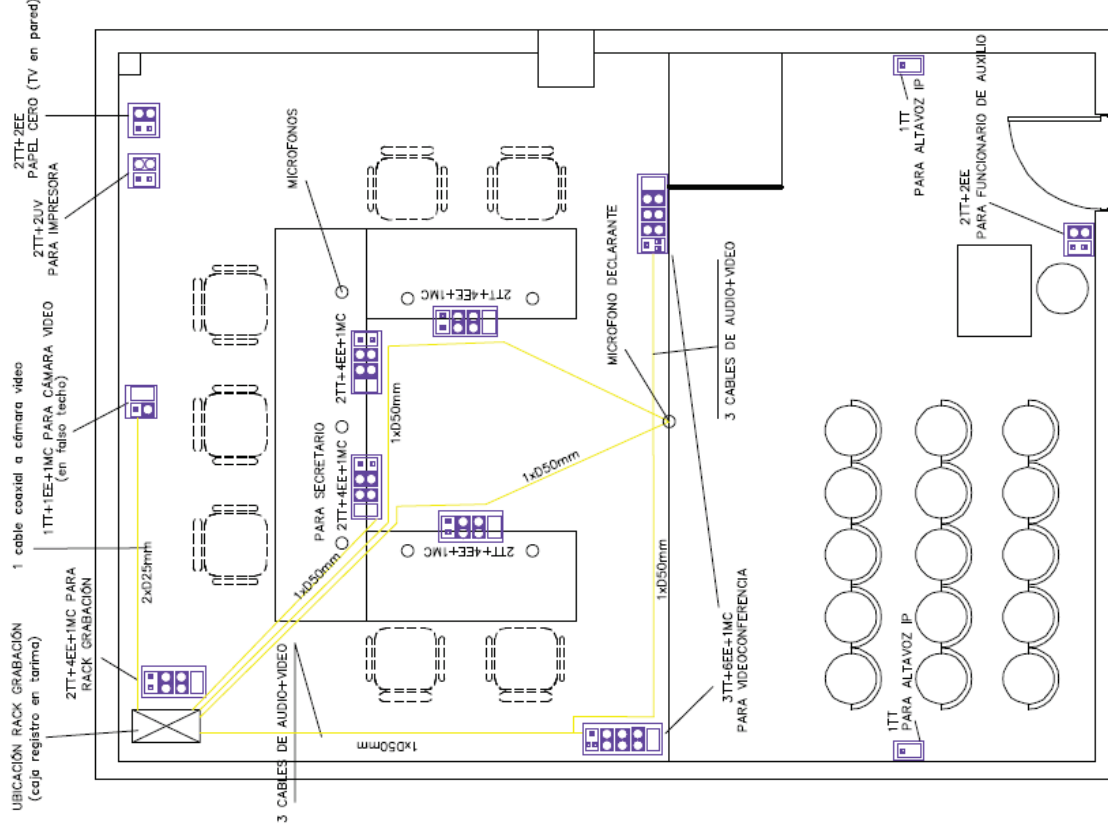 UBICACIÓN RACK GRABACIÓN
(caja registro en tarima)
2TT+4EE+1MC PARA
RACK GRABACIÓN
1 cable coaxial a cámara video
1TT+1EE+1MC PARA CÁMARA VIDEO
(en falso techo)
2TT+2UV
PARA IMPRESORA
2TT+2EE
PAPEL CERO (TV en pared)
2xD25mm
MICROFONOS
PARA SECRETARIO
2TT+4EE+1MC
2TT+4EE+1MC
2TT+4EE+1MC
2TT+4EE+1MC
1xD50mm
1xD50mm
1xD50mm
1xD50mm
1xD50mm
3 CABLES DE AUDIO+VIDEO
MICROFONO DECLARANTE
3 CABLES DE AUDIO+VIDEO
3TT+6EE+1MC
PARA VIDEOCONFERENCIA
1TT
PARA ALTAVOZ IP
1TT
PARA ALTAVOZ IP
2TT+2EE
PARA FUNCIONARIO DE AUXILIO